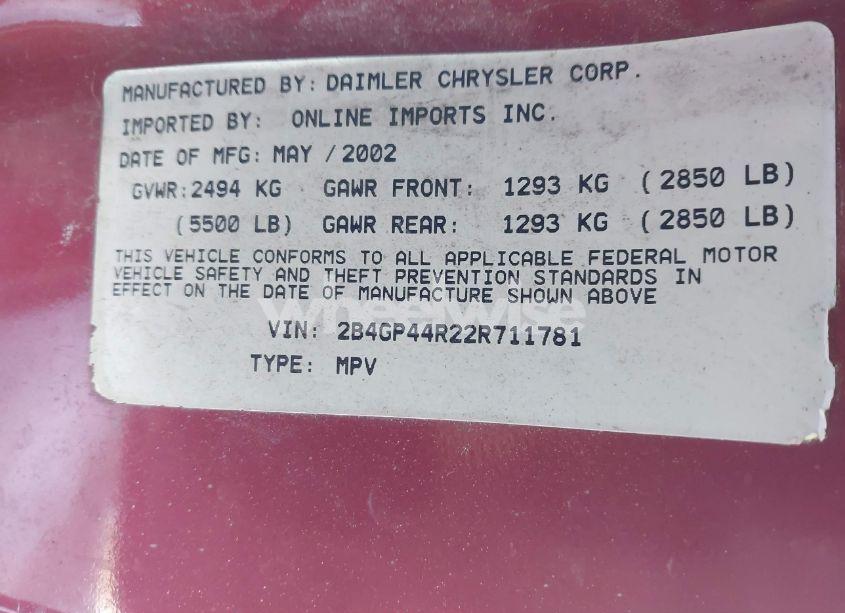 MANUFACTURED BY: DAIMLER CHRYSLER CORP.
IMPORTED BY: ONLINE IMPORTS INC.
DATE OF MFG: MAY / 2002
GVWR: 2494 KG GAWR FRONT: 1293 KG (2850 LB)
(5500 LB) GAWR REAR: 1293 KG (2850 LB)
THIS VEHICLE CONFORMS TO ALL APPLICABLE FEDERAL MOTOR
VEHICLE SAFETY AND THEFT PREVENTION STANDARDS IN
EFFECT ON THE DATE OF MANUFACTURE SHOWN ABOVE
Wheelwise
VIN: 2B4GP44R22R711781
TYPE: MPV